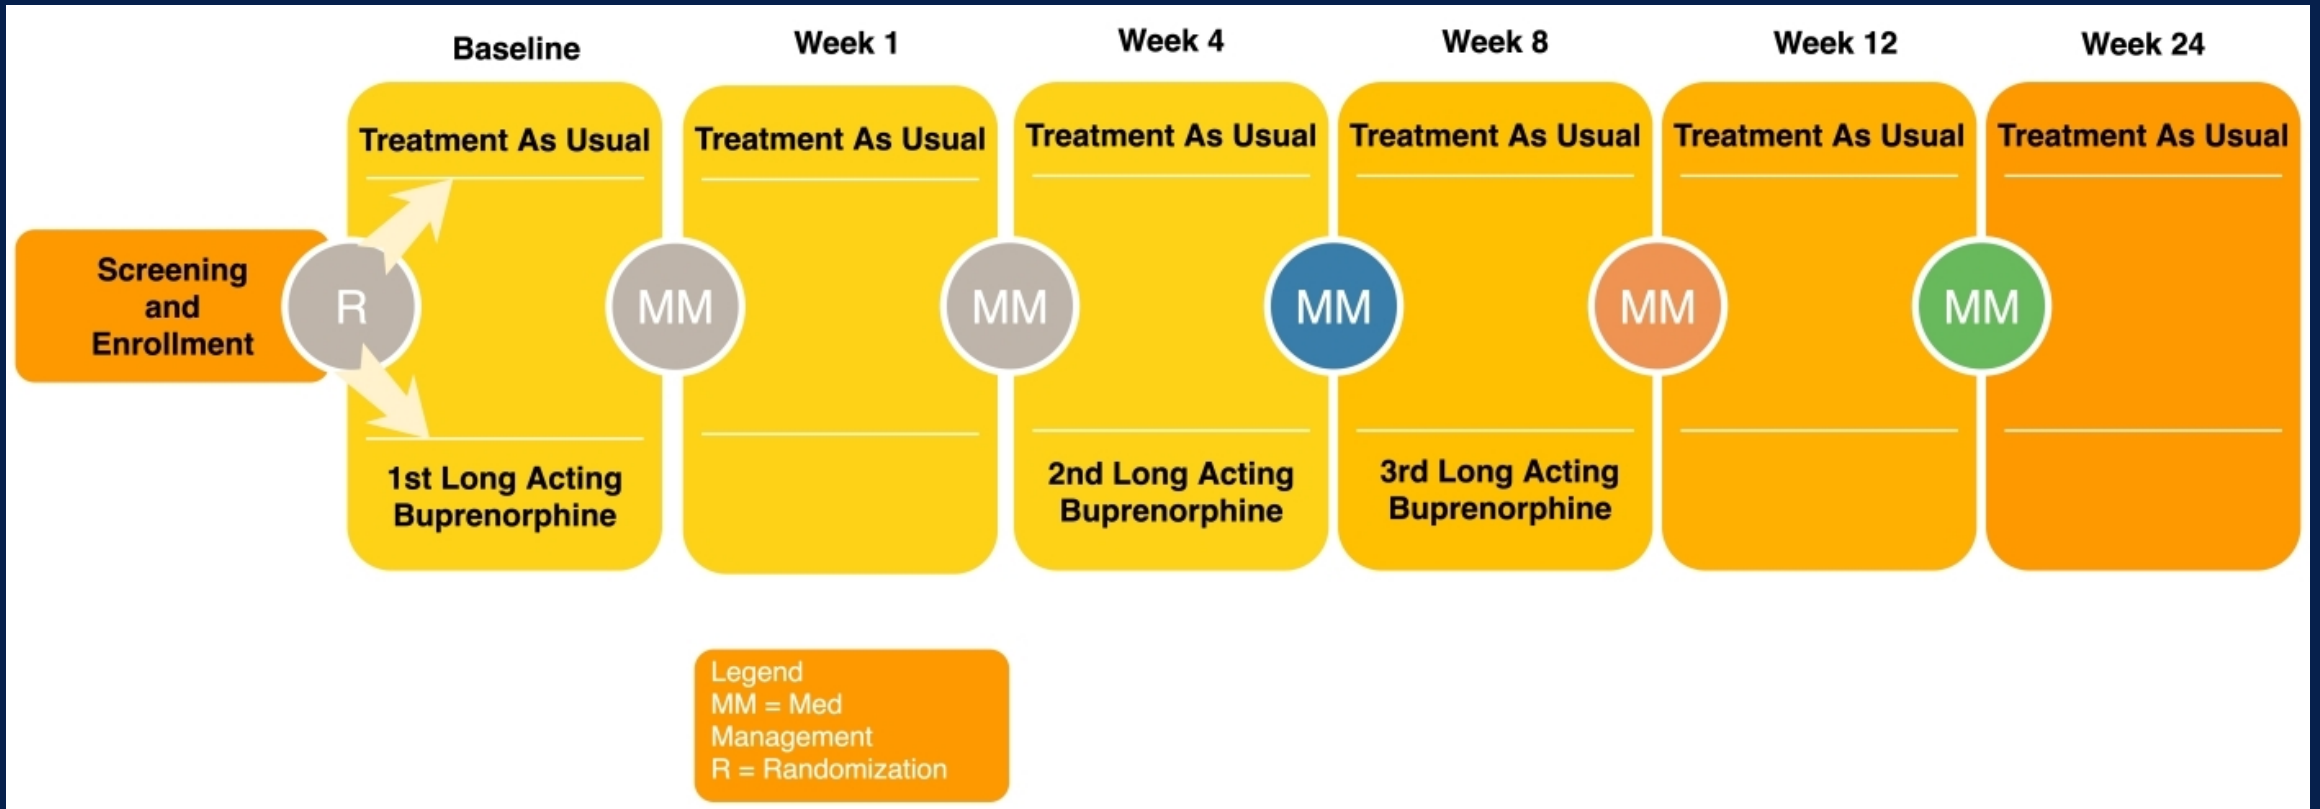 Baseline
Week 1
Week 4
Week 8
Week 12
Week 24
Treatment As Usual
Treatment As Usual
Treatment As Usual
Treatment As Usual
Treatment As Usual
Treatment As Usual
Screening
and
Enrollment
R
MM
MM
MM
MM
MM
1st Long Acting
Buprenorphine
2nd Long Acting
Buprenorphine
3rd Long Acting
Buprenorphine
Legend
MM = Med
Management
R = Randomization